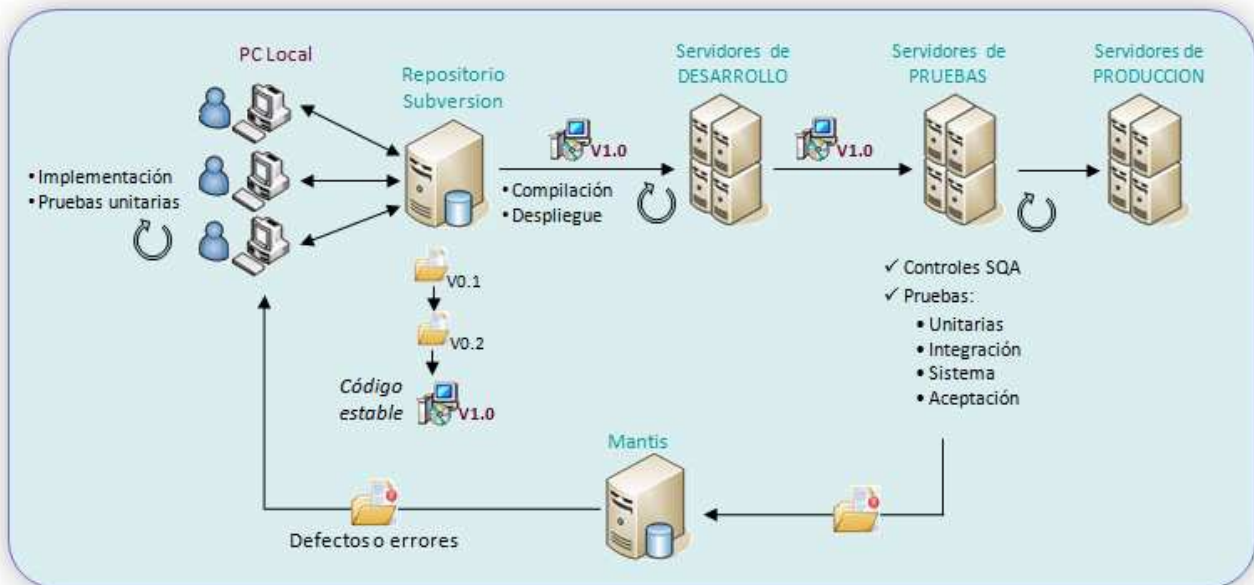 PC Local
Repositorio
Subversion
Servidores de
DESARROLLO
Servidores de
PRUEBAS
Servidores de
PRODUCCION
• Implementación
• Pruebas unitarias
V1.0
• Compilación
• Despliegue
V1.0
V0.1
V0.2
Código
estable
V1.0
✓ Controles SQA
✓ Pruebas:
• Unitarias
• Integración
• Sistema
• Aceptación
Mantis
Defectos o errores